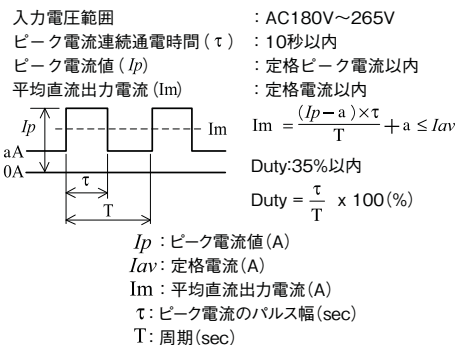 入力電圧範囲 : AC180V～265V
ピーク電流連続通電時間(τ) : 10秒以内
ピーク電流値(Ip) : 定格ピーク電流以内
平均直流出力電流(Im) : 定格電流以内
Ip
Im
aA
0A
τ
T
Im = (Ip－a)×τ / T + a ≤ Iav
Duty:35%以内
Duty = τ / T x 100(%)
Ip：ピーク電流値(A)
Iav：定格電流(A)
Im：平均直流出力電流(A)
τ：ピーク電流のパルス幅(sec)
T：周期(sec)